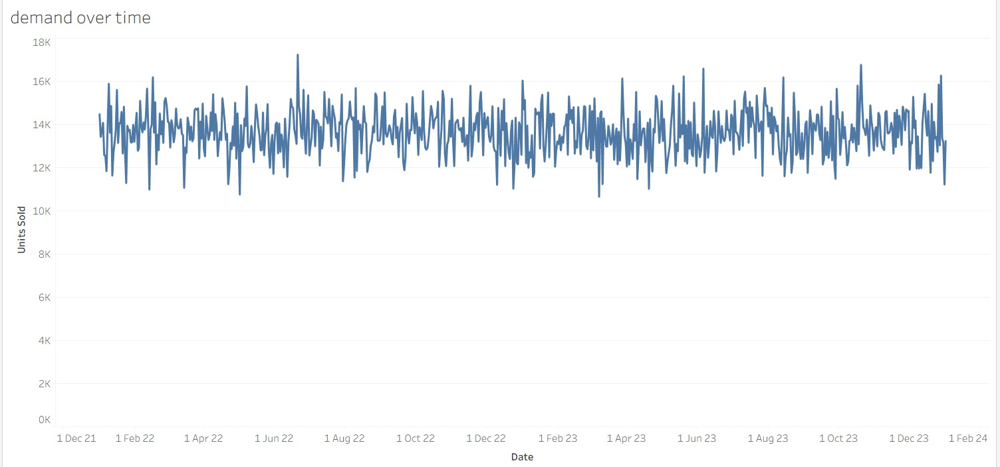 demand over time
18K
16K
14K
12K
10K
8K
6K
4K
2K
0K
Units Sold
1 Dec 21 1 Feb 22 1 Apr 22 1 Jun 22 1 Aug 22 1 Oct 22 1 Dec 22 1 Feb 23 1 Apr 23 1 Jun 23 1 Aug 23 1 Oct 23 1 Dec 23 1 Feb 24
Date